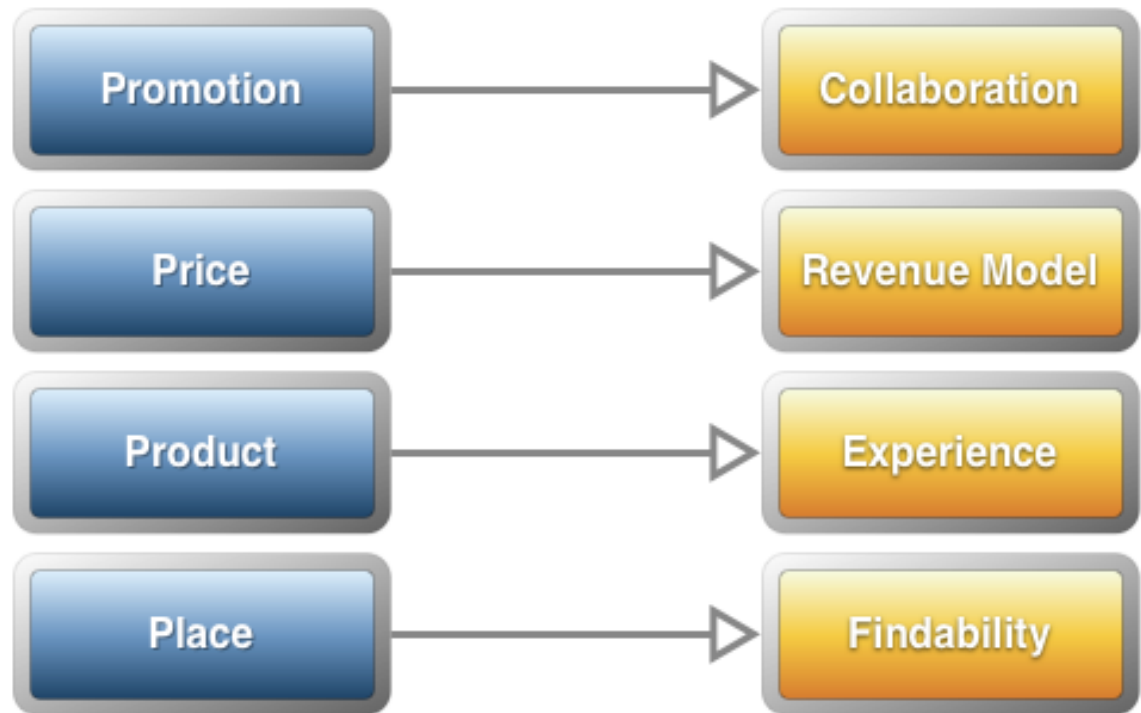 Promotion
Collaboration
Price
Revenue Model
Product
Experience
Place
Findability